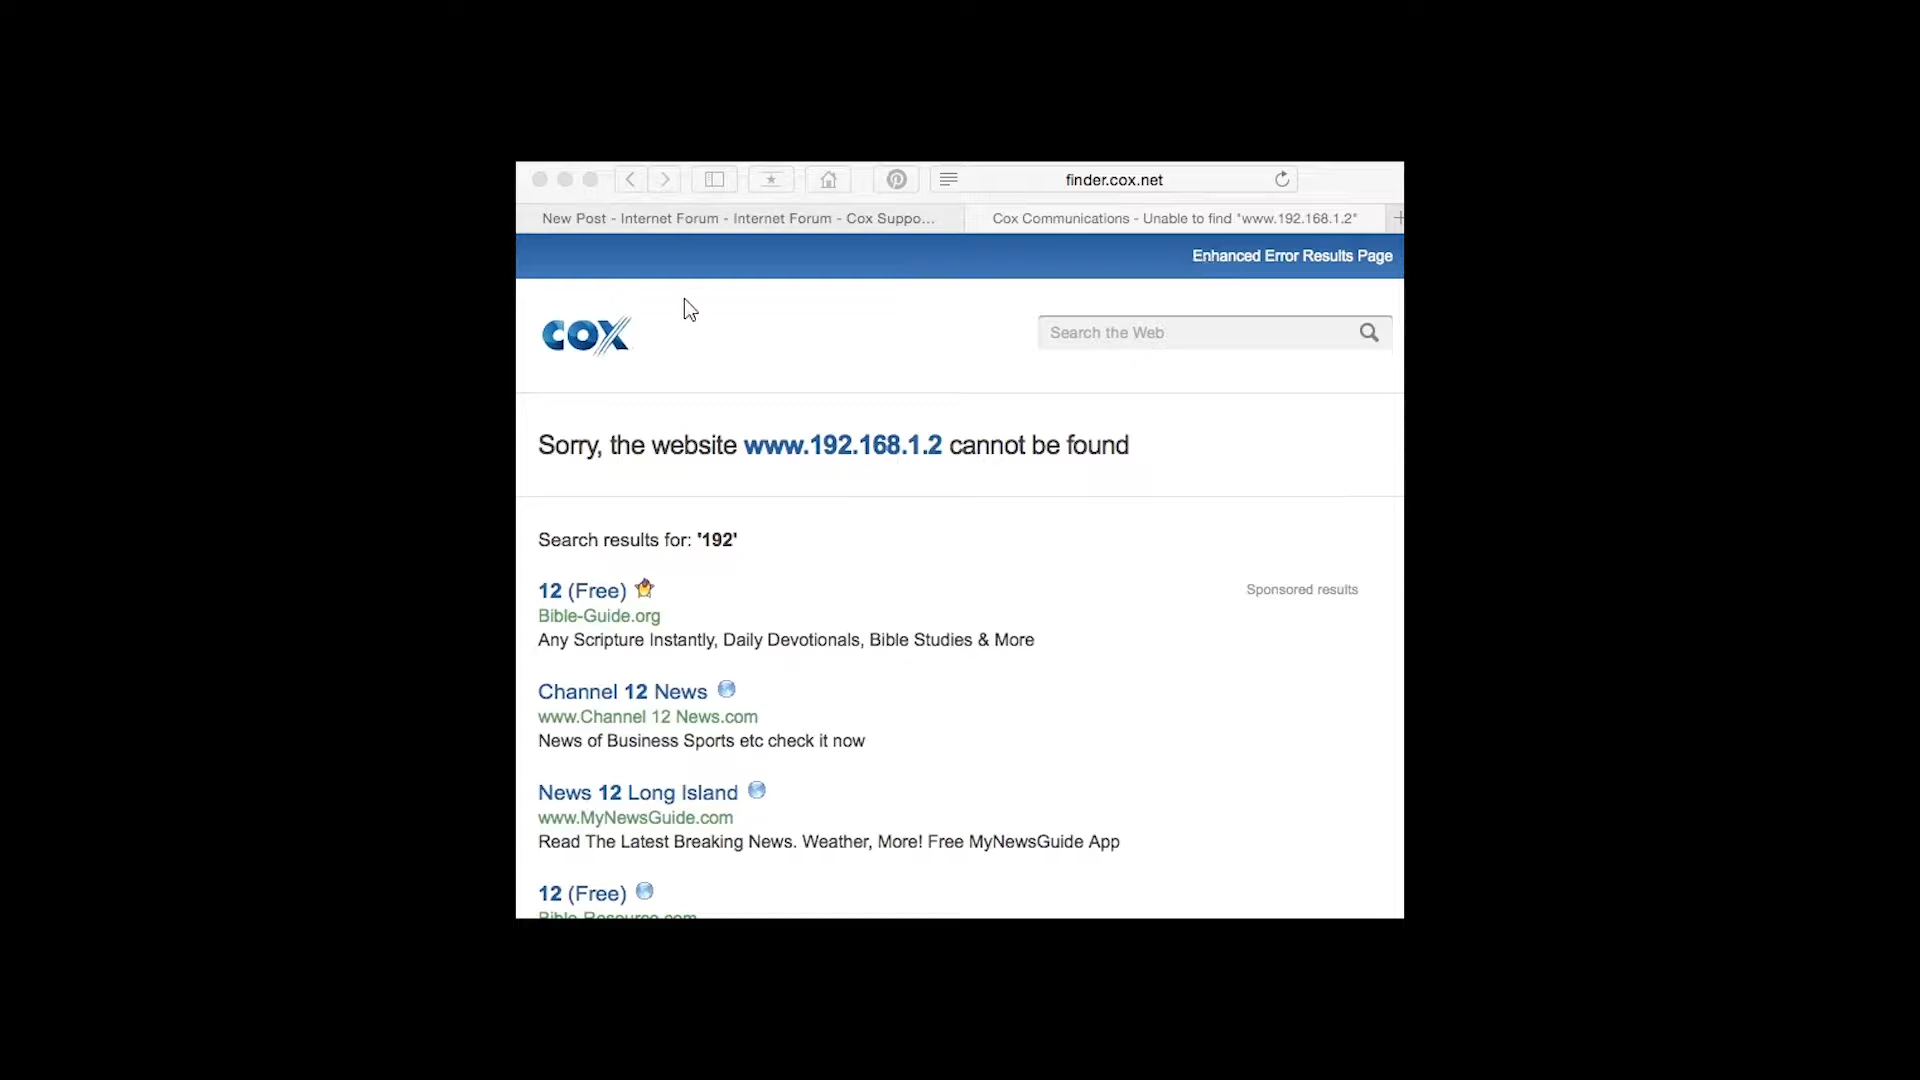 finder.cox.net
New Post - Internet Forum - Internet Forum - Cox Suppo...
Cox Communications - Unable to find "www.192.168.1.2"
Enhanced Error Results Page
COX
Search the Web
Sorry, the website www.192.168.1.2 cannot be found
Search results for: '192'
12 (Free)
Sponsored results
Bible-Guide.org
Any Scripture Instantly, Daily Devotionals, Bible Studies & More
Channel 12 News
www.Channel 12 News.com
News of Business Sports etc check it now
News 12 Long Island
www.MyNewsGuide.com
Read The Latest Breaking News. Weather, More! Free MyNewsGuide App
12 (Free)
Bible-Resource.com